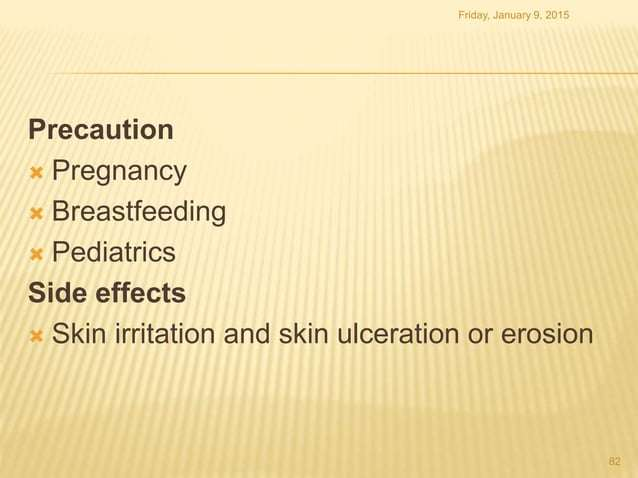 Friday, January 9, 2015
Precaution
Pregnancy
Breastfeeding
Pediatrics
Side effects
Skin irritation and skin ulceration or erosion
82